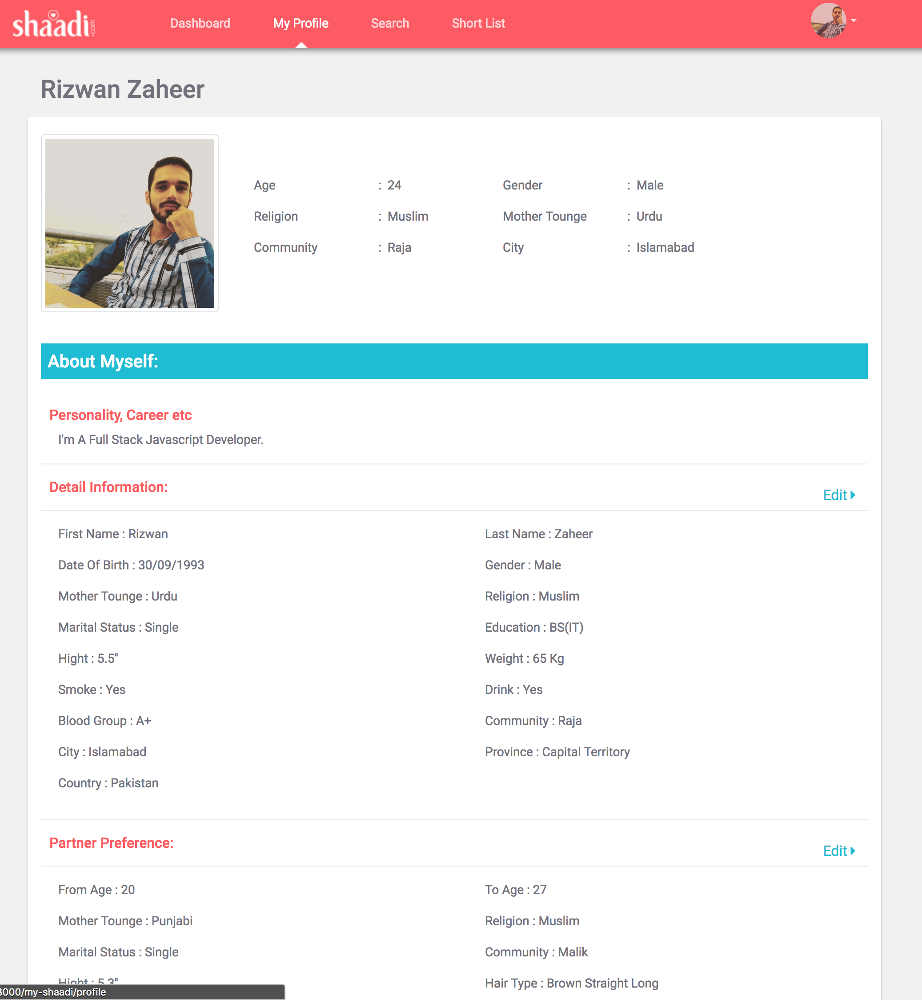 shaadi.com
Dashboard My Profile Search Short List
Rizwan Zaheer
Age : 24 Gender : Male
Religion : Muslim Mother Tounge : Urdu
Community : Raja City : Islamabad
About Myself:
Personality, Career etc
I'm A Full Stack Javascript Developer.
Detail Information:
Edit
First Name : Rizwan Last Name : Zaheer
Date Of Birth : 30/09/1993 Gender : Male
Mother Tounge : Urdu Religion : Muslim
Marital Status : Single Education : BS(IT)
Hight : 5.5" Weight : 65 Kg
Smoke : Yes Drink : Yes
Blood Group : A+ Community : Raja
City : Islamabad Province : Capital Territory
Country : Pakistan
Partner Preference:
Edit
From Age : 20 To Age : 27
Mother Tounge : Punjabi Religion : Muslim
Marital Status : Single Community : Malik
Hight : 5.3" Hair Type : Brown Straight Long
3000/my-shaadi/profile